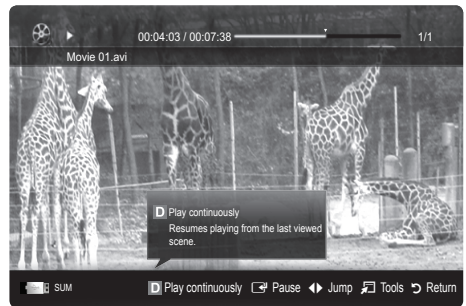 00:04:03 / 00:07:38 1/1
Movie 01.avi
D Play continuously
Resumes playing from the last viewed
scene.
SUM D Play continuously Pause Jump Tools Return